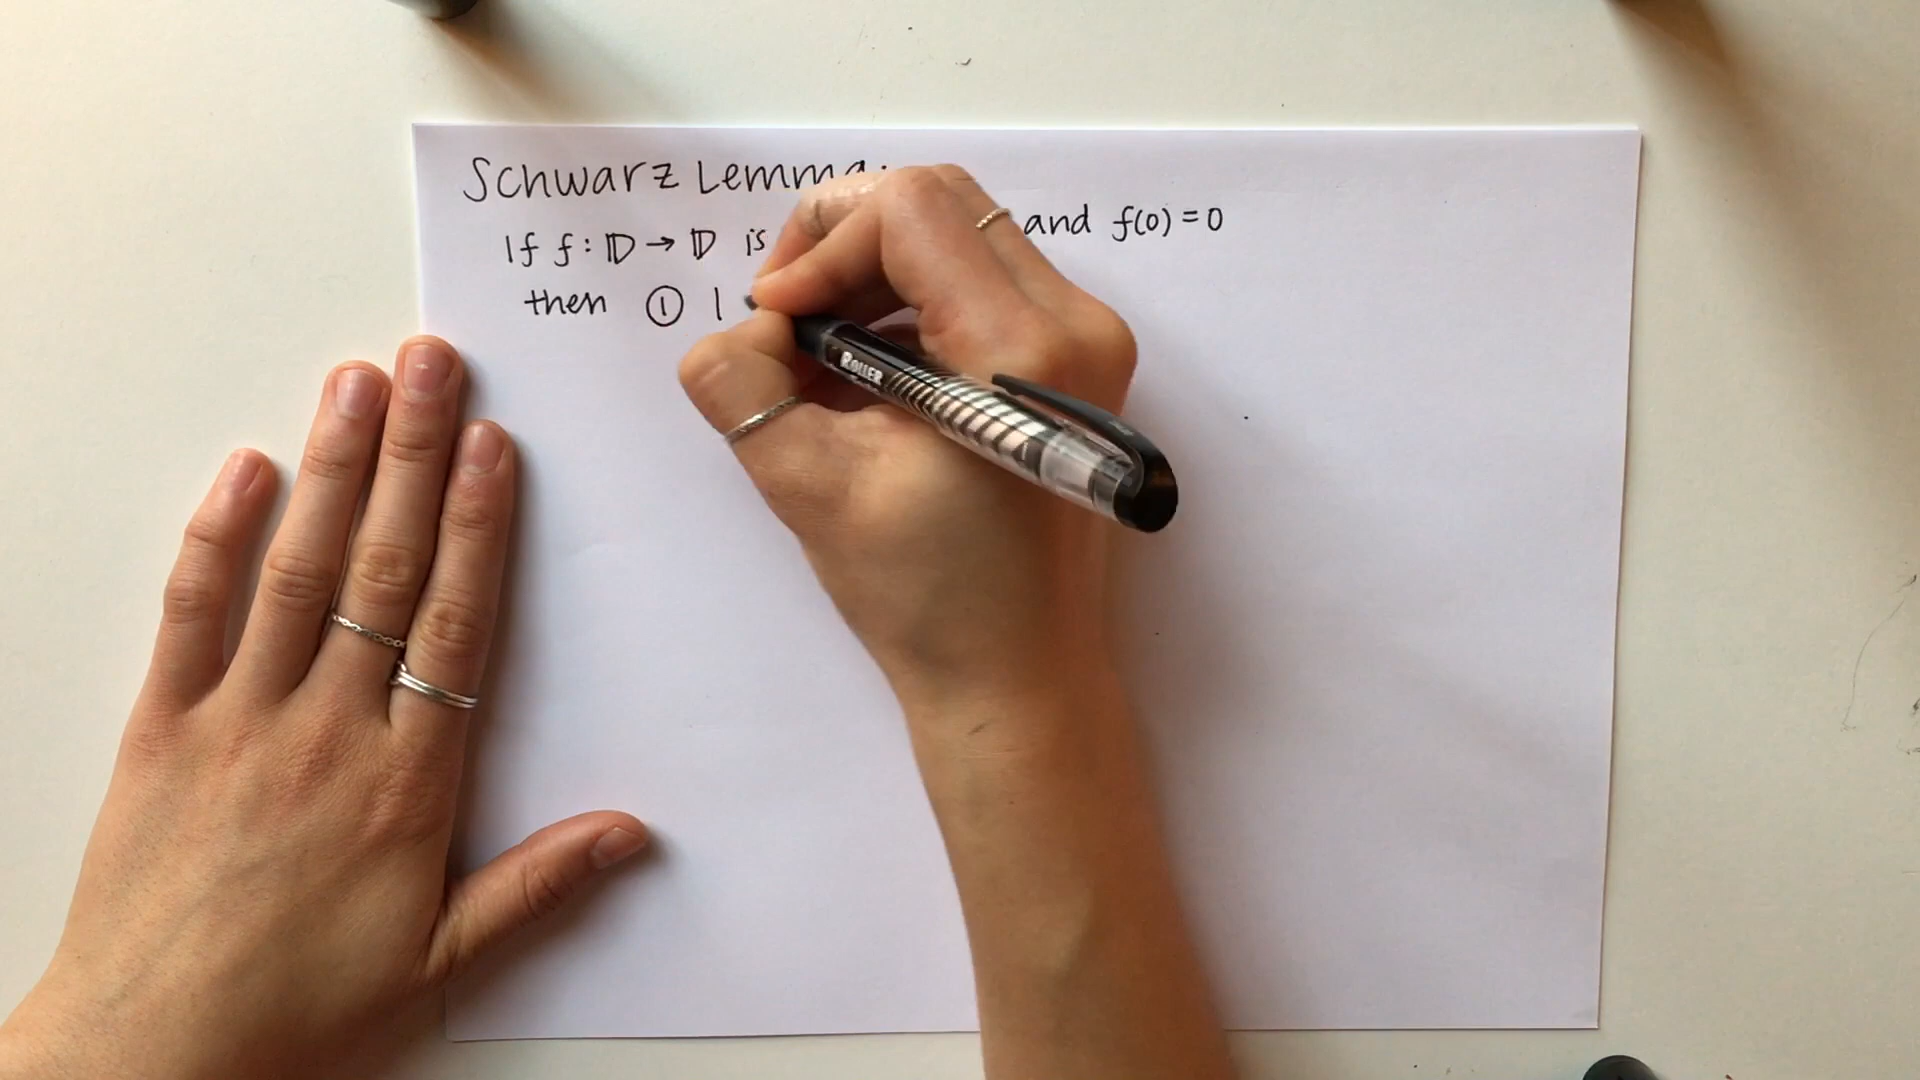 Schwarz Lemma:
If f: 𝔻 → 𝔻 is and f(0) = 0
then ① |
ROLLER